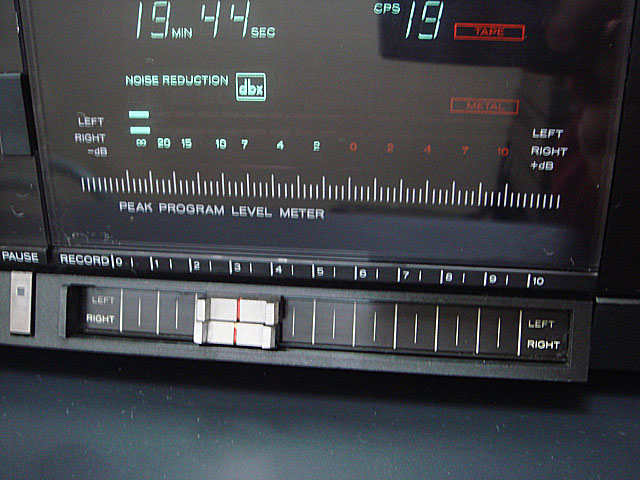 19 MIN 44 SEC CPS 19 TAPE
NOISE REDUCTION dbx
METAL
LEFT LEFT
RIGHT ∞ 20 15 10 7 4 2 0 2 4 7 10 RIGHT
-dB +dB
PEAK PROGRAM LEVEL METER
PAUSE RECORD 0 1 2 3 4 5 6 7 8 9 10
LEFT LEFT
RIGHT RIGHT